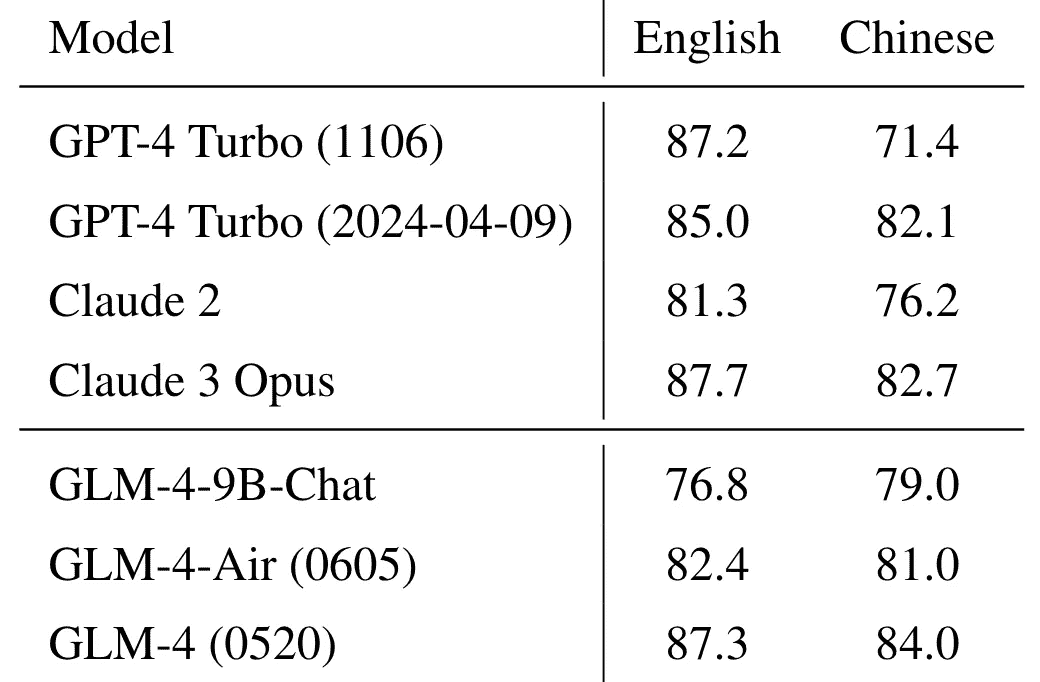 Model English Chinese
GPT-4 Turbo (1106) 87.2 71.4
GPT-4 Turbo (2024-04-09) 85.0 82.1
Claude 2 81.3 76.2
Claude 3 Opus 87.7 82.7
GLM-4-9B-Chat 76.8 79.0
GLM-4-Air (0605) 82.4 81.0
GLM-4 (0520) 87.3 84.0